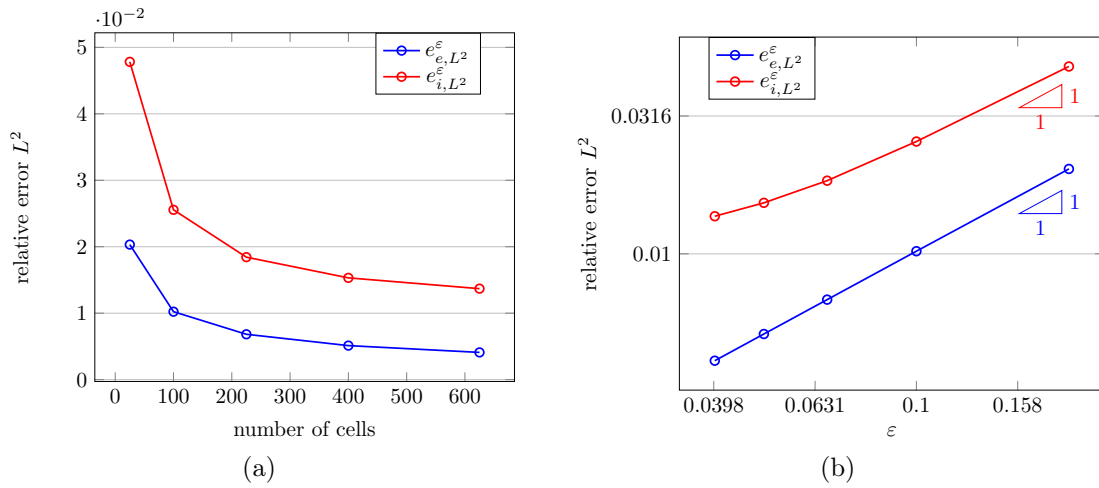 ·10⁻²
5
4
3
2
1
0
relative error L²
0 100 200 300 400 500 600
number of cells
e^ε_{e,L²}
e^ε_{i,L²}
(a)
e^ε_{e,L²}
e^ε_{i,L²}
0.0316
0.01
relative error L²
1
1
1
1
0.0398 0.0631 0.1 0.158
ε
(b)